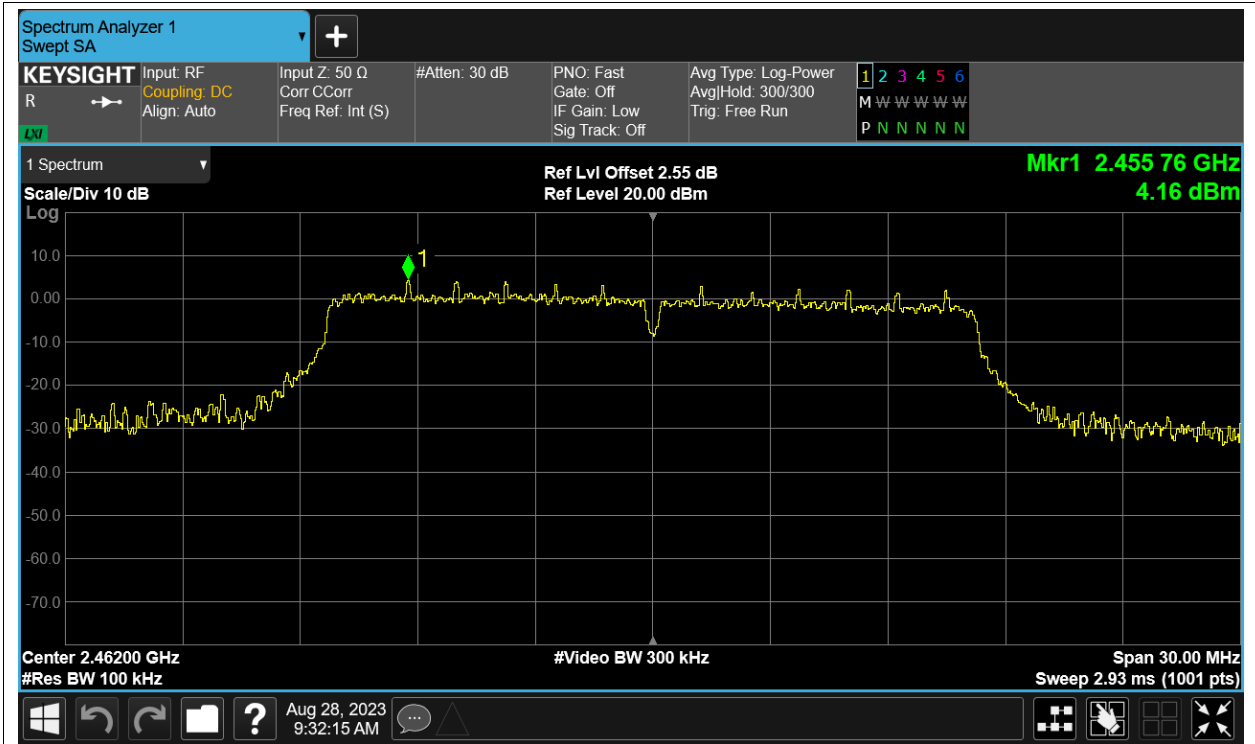 Spectrum Analyzer 1
Swept SA
+
KEYSIGHT
R
LXI
Input: RF
Coupling: DC
Align: Auto
Input Z: 50 Ω
Corr CCorr
Freq Ref: Int (S)
#Atten: 30 dB
PNO: Fast
Gate: Off
IF Gain: Low
Sig Track: Off
Avg Type: Log-Power
Avg|Hold: 300/300
Trig: Free Run
1 2 3 4 5 6
M W W W W W
P N N N N N
1 Spectrum
Scale/Div 10 dB
Log
Ref Lvl Offset 2.55 dB
Ref Level 20.00 dBm
Mkr1 2.455 76 GHz
4.16 dBm
1
10.0
0.00
-10.0
-20.0
-30.0
-40.0
-50.0
-60.0
-70.0
Center 2.46200 GHz
#Res BW 100 kHz
#Video BW 300 kHz
Span 30.00 MHz
Sweep 2.93 ms (1001 pts)
?
Aug 28, 2023
9:32:15 AM